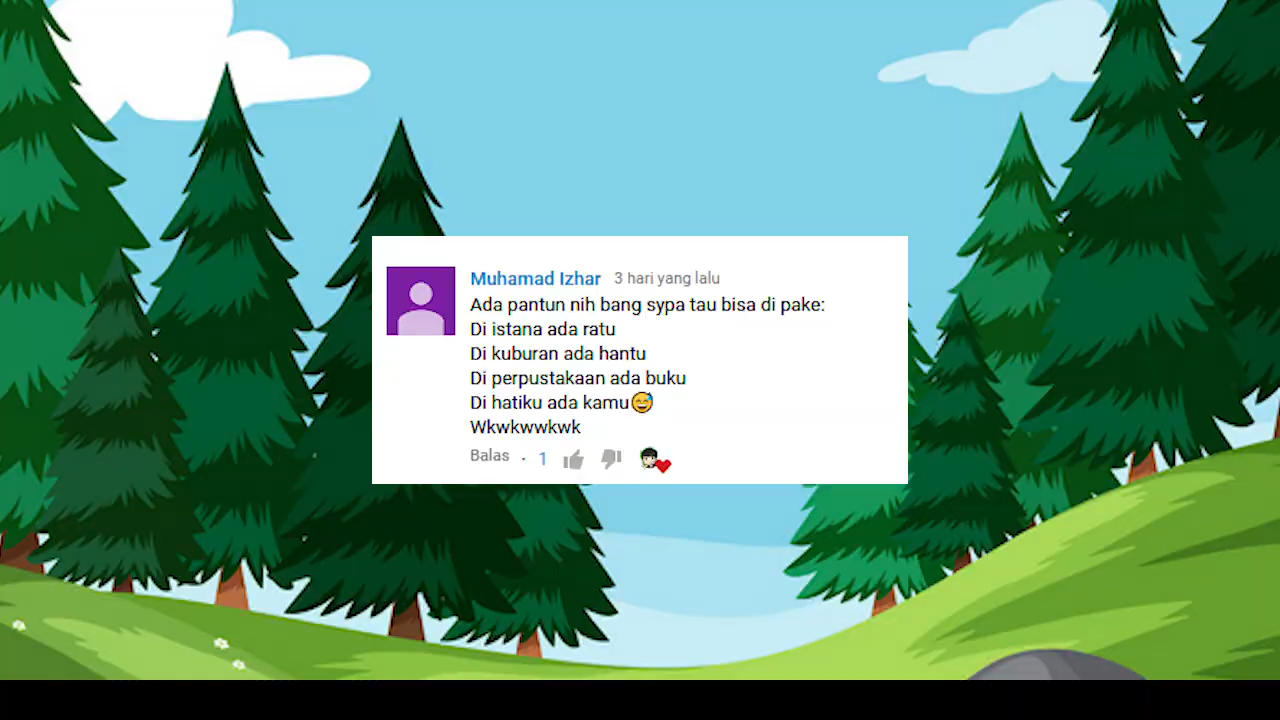 Muhamad Izhar 3 hari yang lalu
Ada pantun nih bang sypa tau bisa di pake:
Di istana ada ratu
Di kuburan ada hantu
Di perpustakaan ada buku
Di hatiku ada kamu😅
Wkwkwwkwk
Balas . 1